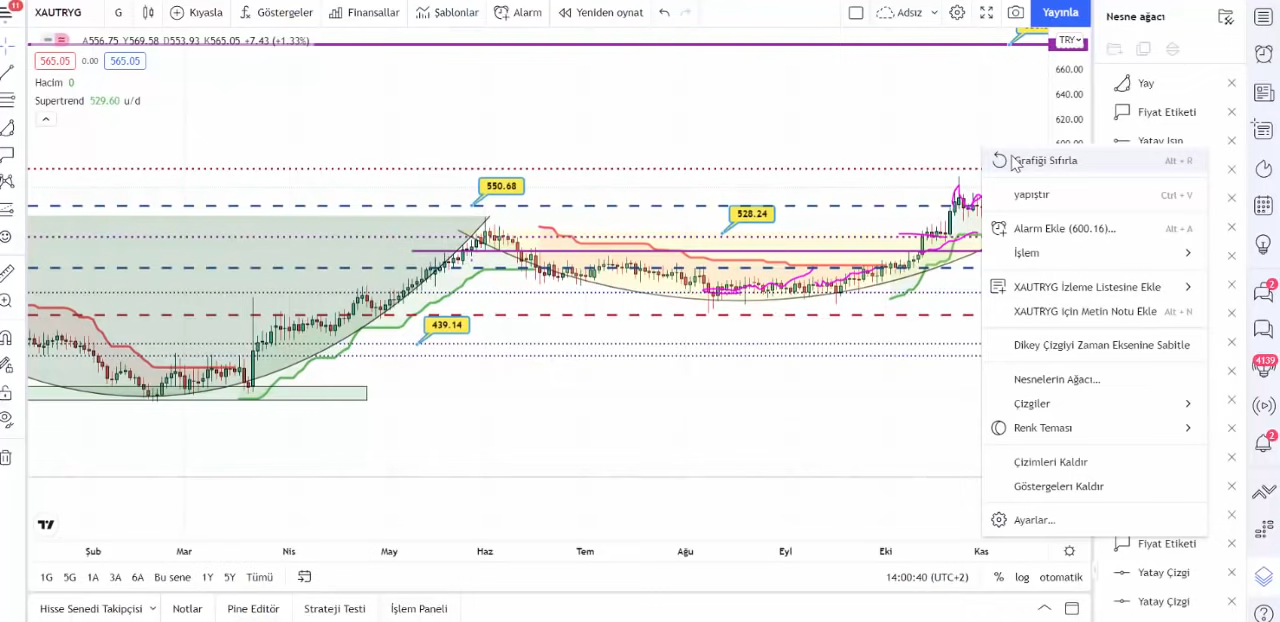 11
XAUTRYG
G
Kıyasla
Göstergeler
Finansallar
Şablonlar
Alarm
Yeniden oynat
Adsız
Yayınla
Nesne ağacı
A556.75 Y569.58 D553.93 K565.05 +7.43 (+1.33%)
565.05 0.00 565.05
Hacim 0
Supertrend 529.60 u/d
TRY
660.00
640.00
620.00
Yay
Fiyat Etiketi
Yatay Işın
550.68
528.24
439.14
Grafiği Sıfırla Alt + R
yapıştır Ctrl + V
Alarm Ekle (600.16)... Alt + A
İşlem
XAUTRYG İzleme Listesine Ekle
XAUTRYG için Metin Notu Ekle Alt + N
Dikey Çizgiyi Zaman Eksenine Sabitle
Nesnelerin Ağacı...
Çizgiler
Renk Teması
Çizimleri Kaldır
Göstergeleri Kaldır
Ayarlar...
Fiyat Etiketi
Yatay Çizgi
Yatay Çizgi
2
4139
2
Şub Mar Nis May Haz Tem Ağu Eyl Eki Kas
1G 5G 1A 3A 6A Bu sene 1Y 5Y Tümü
14:00:40 (UTC+2) % log otomatik
Hisse Senedi Takipçisi Notlar Pine Editör Strateji Testi İşlem Paneli